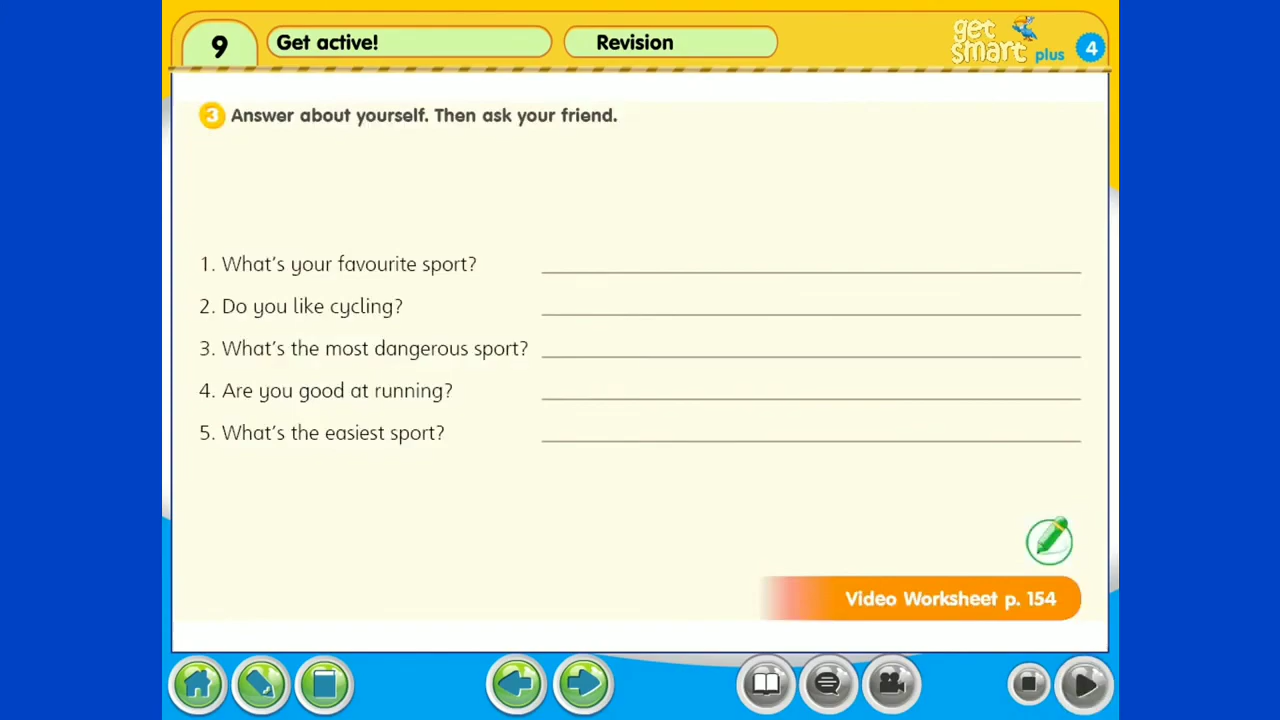 9
Get active!
Revision
get
smart plus 4
3 Answer about yourself. Then ask your friend.
1. What's your favourite sport?
2. Do you like cycling?
3. What's the most dangerous sport?
4. Are you good at running?
5. What's the easiest sport?
Video Worksheet p. 154